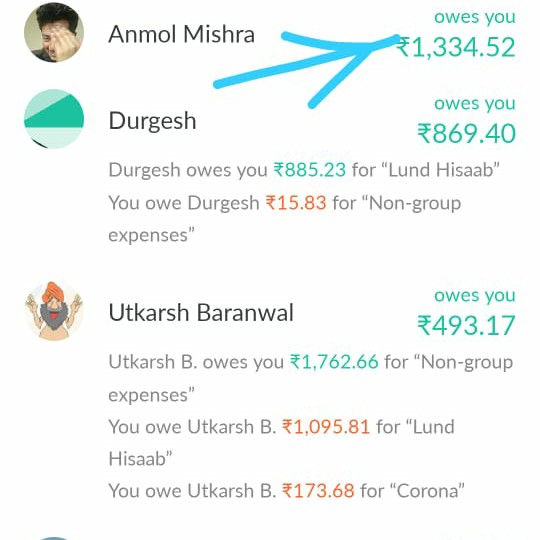 owes you
Anmol Mishra
₹1,334.52
owes you
Durgesh
₹869.40
Durgesh owes you ₹885.23 for “Lund Hisaab”
You owe Durgesh ₹15.83 for “Non-group
expenses”
owes you
Utkarsh Baranwal
₹493.17
Utkarsh B. owes you ₹1,762.66 for “Non-group
expenses”
You owe Utkarsh B. ₹1,095.81 for “Lund
Hisaab”
You owe Utkarsh B. ₹173.68 for “Corona”